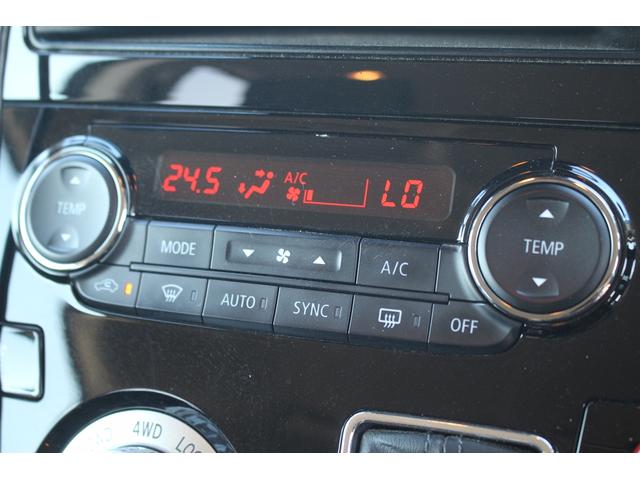 24.5 A/C LO
TEMP
MODE
A/C
TEMP
AUTO
SYNC
OFF
4WD